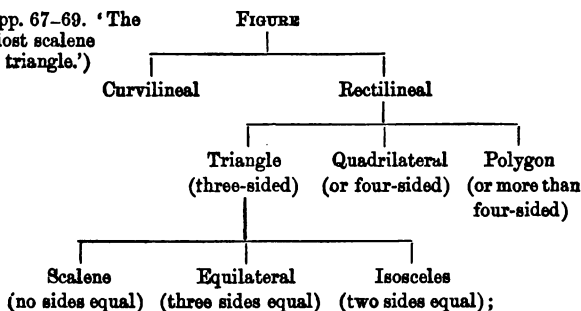 pp. 67–69. ‘The
iost scalene
triangle.’)
FIGURE
Curvilineal Rectilineal
Triangle Quadrilateral Polygon
(three-sided) (or four-sided) (or more than
four-sided)
Scalene Equilateral Isosceles
(no sides equal) (three sides equal) (two sides equal);